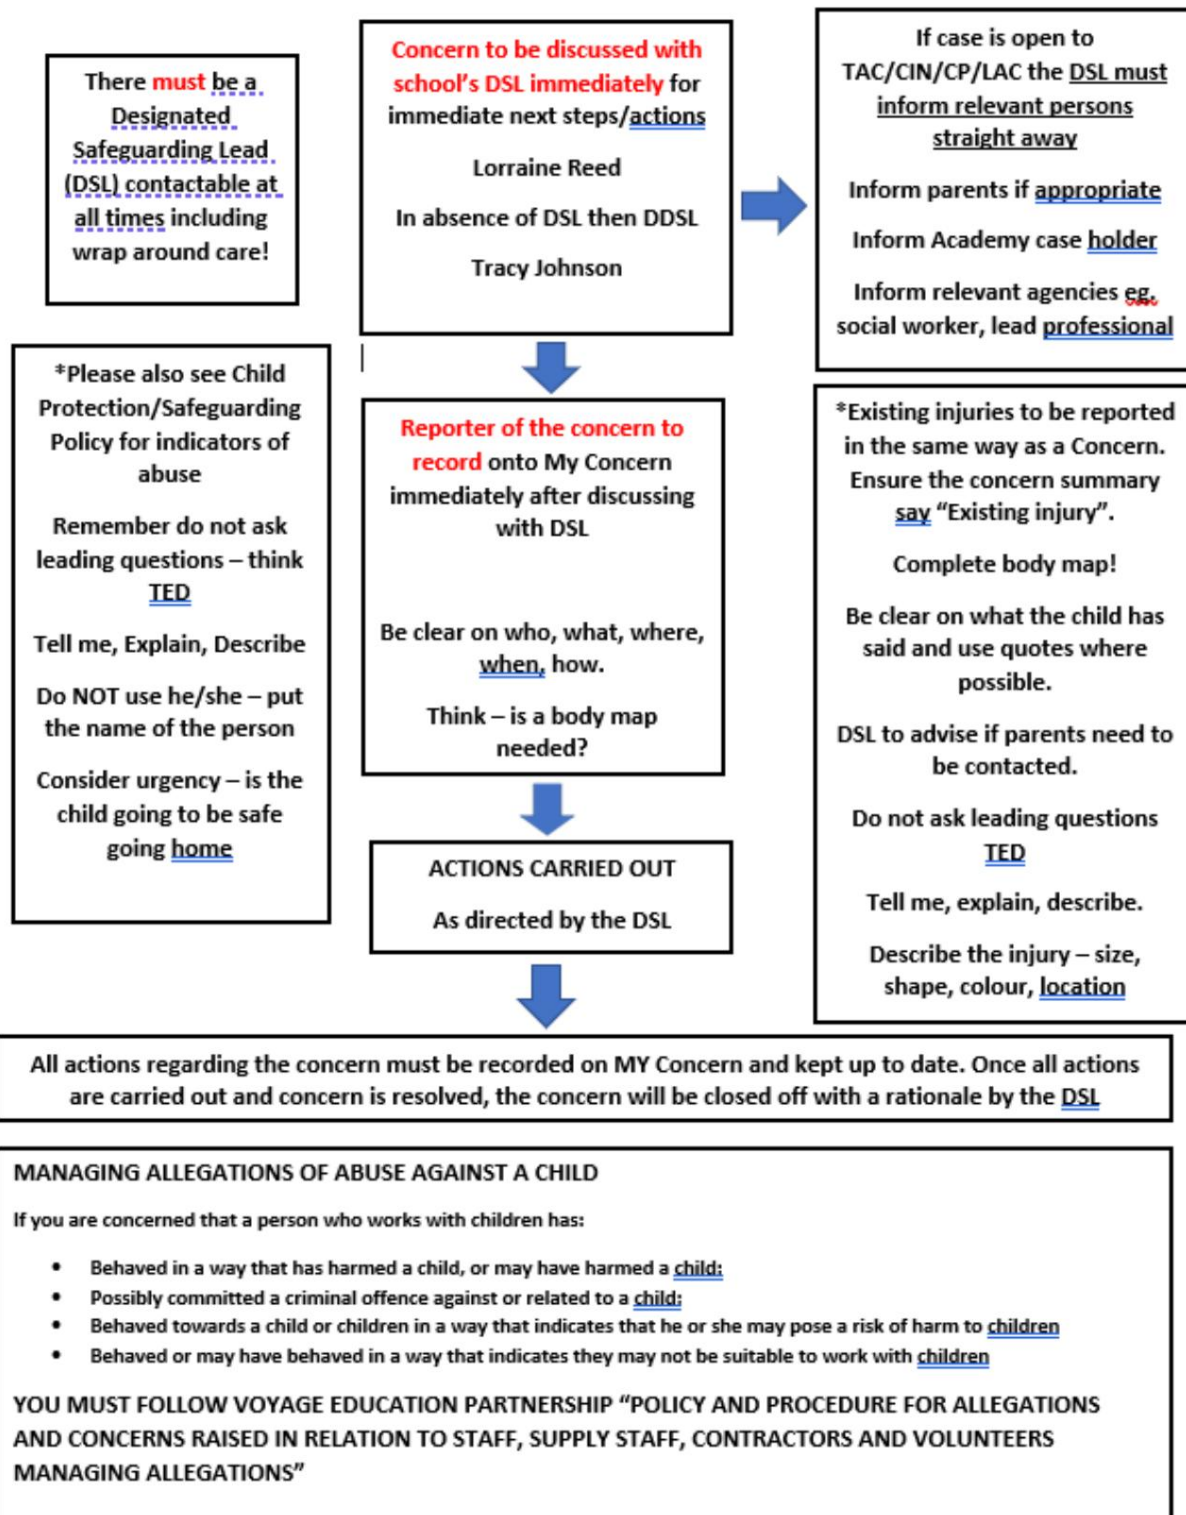 There must be a
Designated
Safeguarding Lead
(DSL) contactable at
all times including
wrap around care!
Concern to be discussed with
school's DSL immediately for
immediate next steps/actions
Lorraine Reed
In absence of DSL then DDSL
Tracy Johnson
If case is open to
TAC/CIN/CP/LAC the DSL must
inform relevant persons
straight away
Inform parents if appropriate
Inform Academy case holder
Inform relevant agencies eg.
social worker, lead professional
*Please also see Child
Protection/Safeguarding
Policy for indicators of
abuse
Remember do not ask
leading questions – think
TED
Tell me, Explain, Describe
Do NOT use he/she – put
the name of the person
Consider urgency – is the
child going to be safe
going home
Reporter of the concern to
record onto My Concern
immediately after discussing
with DSL
Be clear on who, what, where,
when, how.
Think – is a body map
needed?
*Existing injuries to be reported
in the same way as a Concern.
Ensure the concern summary
say “Existing injury”.
Complete body map!
Be clear on what the child has
said and use quotes where
possible.
DSL to advise if parents need to
be contacted.
Do not ask leading questions
TED
Tell me, explain, describe.
Describe the injury – size,
shape, colour, location
ACTIONS CARRIED OUT
As directed by the DSL
All actions regarding the concern must be recorded on MY Concern and kept up to date. Once all actions
are carried out and concern is resolved, the concern will be closed off with a rationale by the DSL
MANAGING ALLEGATIONS OF ABUSE AGAINST A CHILD
If you are concerned that a person who works with children has:
• Behaved in a way that has harmed a child, or may have harmed a child;
• Possibly committed a criminal offence against or related to a child;
• Behaved towards a child or children in a way that indicates that he or she may pose a risk of harm to children
• Behaved or may have behaved in a way that indicates they may not be suitable to work with children
YOU MUST FOLLOW VOYAGE EDUCATION PARTNERSHIP “POLICY AND PROCEDURE FOR ALLEGATIONS
AND CONCERNS RAISED IN RELATION TO STAFF, SUPPLY STAFF, CONTRACTORS AND VOLUNTEERS
MANAGING ALLEGATIONS”